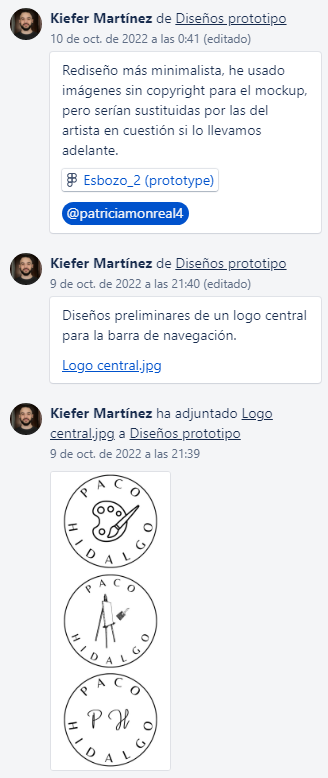 Kiefer Martínez de Diseños prototipo
10 de oct. de 2022 a las 0:41 (editado)
Rediseño más minimalista, he usado
imágenes sin copyright para el mockup,
pero serían sustituidas por las del
artista en cuestión si lo llevamos
adelante.
Esbozo_2 (prototype)
@patriciamonreal4
Kiefer Martínez de Diseños prototipo
9 de oct. de 2022 a las 21:40 (editado)
Diseños preliminares de un logo central
para la barra de navegación.
Logo central.jpg
Kiefer Martínez ha adjuntado Logo
central.jpg a Diseños prototipo
9 de oct. de 2022 a las 21:39
PACO
HIDALGO
PACO
HIDALGO
PACO
P H
HIDALGO